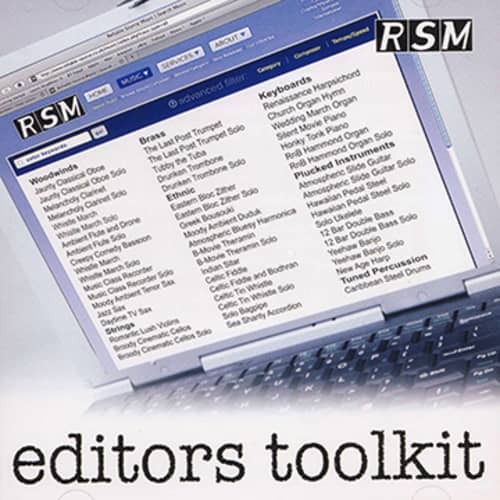 RSM
RSM
HOME
MUSIC
SERVICES
ABOUT
advanced filter:
Category
Composer
Tempo/Speed
enter keywords
go
Woodwinds
Jaunty Classical Oboe
Jaunty Classical Oboe Solo
Melancholy Clarinet
Melancholy Clarinet Solo
Whistle March
Whistle March Solo
Ambient Flute and Drone
Ambient Flute Solo
Creepy Comedy Bassoon
Whistle March
Whistle March Solo
Music Class Recorder
Music Class Recorder Solo
Moody Ambient Tenor Sax
Jazz Sax
Daytime TV Sax
Strings
Romantic Lush Violins
Broody Cinematic Cellos
Broody Cinematic Cellos Solo
Brass
The Last Post Trumpet
The Last Post Trumpet Solo
Tubby the Tuba
Drunken Trombone
Drunken Trombone Solo
Ethnic
Eastern Bloc Zither
Eastern Bloc Zither Solo
Greek Bousouki
Moody Ambient Duduk
Atmospheric Bluesy Harmonica
B-Movie Theramin
B-Movie Theramin Solo
Indian Sitar
Celtic Fiddle
Celtic Fiddle and Bodhran
Celtic Tin Whistle
Celtic Tin Whistle Solo
Solo Bagpipe
Sea Shanty Accordion
Keyboards
Renaissance Harpsichord
Church Organ Hymn
Wedding March Organ
Silent Movie Piano
Honky Tonk Piano
RnB Hammond Organ
RnB Hammond Organ Solo
Plucked Instruments
Atmospheric Slide Guitar
Atmospheric Slide Guitar Solo
Hawaiian Pedal Steel
Hawaiian Pedal Steel Solo
Solo Ukulele
12 Bar Double Bass
12 Bar Double Bass Solo
Yeehaw Banjo
Yeehaw Banjo Solo
New Age Harp
Tuned Percussion
Caribbean Steel Drums
editors toolkit